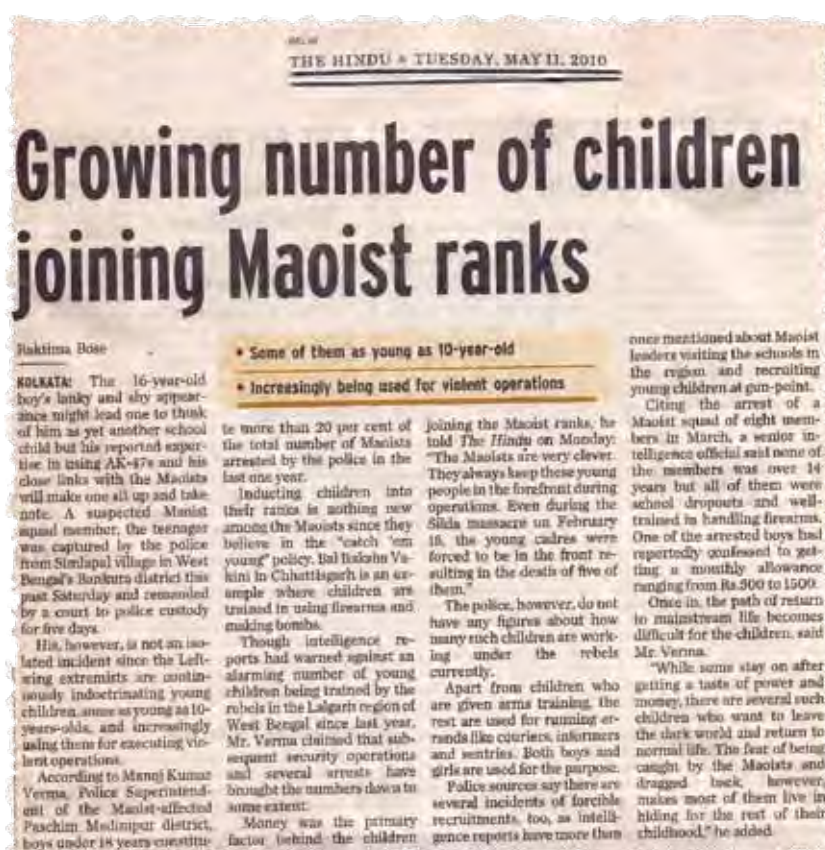 THE HINDU • TUESDAY, MAY 11, 2010
Growing number of children
joining Maoist ranks
Raktima Bose
• Some of them as young as 10-year-old
• Increasingly being used for violent operations
KOLKATA: The 16-year-old
boy's lanky and shy appear-
ance might lead one to think
of him as yet another school
child but his reported exper-
tise in using AK-47s and his
close links with the Maoists
will make one sit up and take
note. A suspected Maoist
squad member, the teenager
was captured by the police
from Simlapal village in West
Bengal's Bankura district this
past Saturday and remanded
by a court to police custody
for five days.
His, however, is not an iso-
lated incident since the Left-
wing extremists are contin-
uously indoctrinating young
children, some as young as 10-
years-olds, and increasingly
using them for executing vio-
lent operations.
According to Manoj Kumar
Verma, Police Superintend-
ent of the Maoist-affected
Paschim Medinipur district,
boys under 18 years constitu-
te more than 20 per cent of
the total number of Maoists
arrested by the police in the
last one year.
Inducting children into
their ranks is nothing new
among the Maoists since they
believe in the "catch 'em
young" policy. Bal Rakshu Va-
hini in Chhattisgarh is an ex-
ample where children are
trained in using firearms and
making bombs.
Though intelligence re-
ports had warned against an
alarming number of young
children being trained by the
rebels in the Lalgarh region of
West Bengal since last year,
Mr. Verma claimed that sub-
sequent security operations
and several arrests have
brought the numbers down to
some extent.
Money was the primary
factor behind the children
joining the Maoist ranks, he
told The Hindu on Monday:
"The Maoists are very clever.
They always keep these young
people in the forefront during
operations. Even during the
Silda massacre on February
15, the young cadres were
forced to be in the front re-
sulting in the death of five of
them."
The police, however, do not
have any figures about how
many such children are work-
ing under the rebels
currently.
Apart from children who
are given arms training, the
rest are used for running er-
rands like couriers, informers
and sentries. Both boys and
girls are used for the purpose.
Police sources say there are
several incidents of forcible
recruitments, too, as intelli-
gence reports have more than
once mentioned about Maoist
leaders visiting the schools in
the region and recruiting
young children at gun-point.
Citing the arrest of a
Maoist squad of eight mem-
bers in March, a senior in-
telligence official said none of
the members was over 14
years but all of them were
school dropouts and well-
trained in handling firearms.
One of the arrested boys had
reportedly confessed to get-
ting a monthly allowance
ranging from Rs.500 to 1500.
Once in, the path of return
to mainstream life becomes
difficult for the children, said
Mr. Verma.
"While some stay on after
getting a taste of power and
money, there are several such
children who want to leave
the dark world and return to
normal life. The fear of being
caught by the Maoists and
dragged back, however,
makes most of them live in
hiding for the rest of their
childhood," he added.